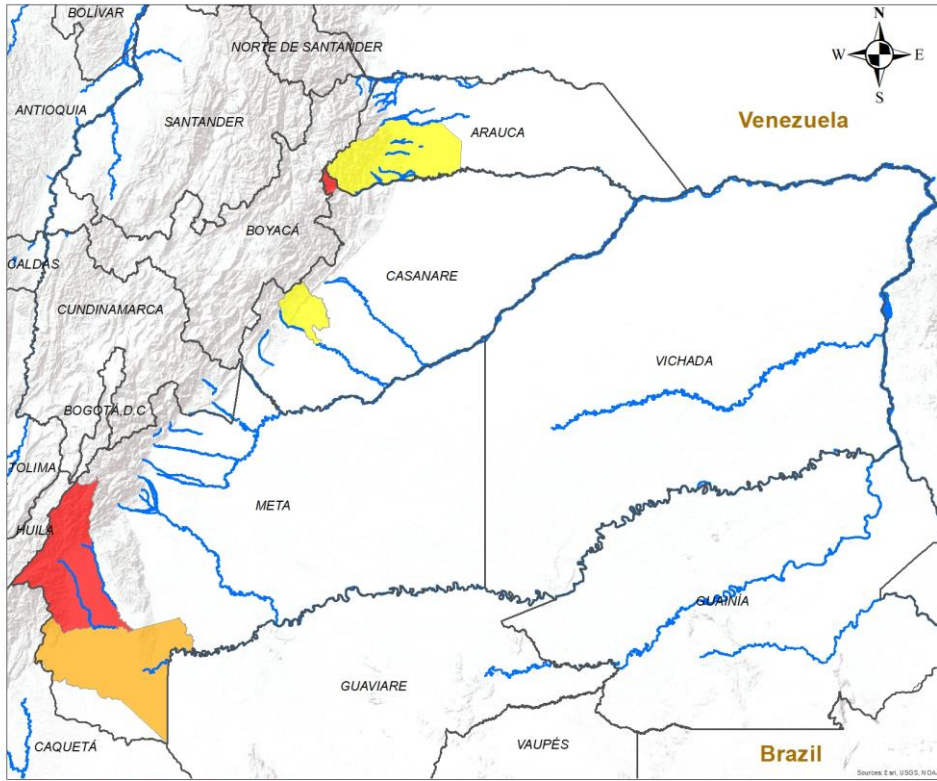 BOLÍVAR
N
NORTE DE SANTANDER
W E
S
ANTIOQUIA
SANTANDER
ARAUCA
Venezuela
BOYACÁ
CALDAS
CASANARE
CUNDINAMARCA
VICHADA
BOGOTÁ,D.C
TOLIMA
META
HUILA
GUAINÍA
GUAVIARE
CAQUETÁ
VAUPÉS
Brazil
Sources: Esri, USGS, NOAA